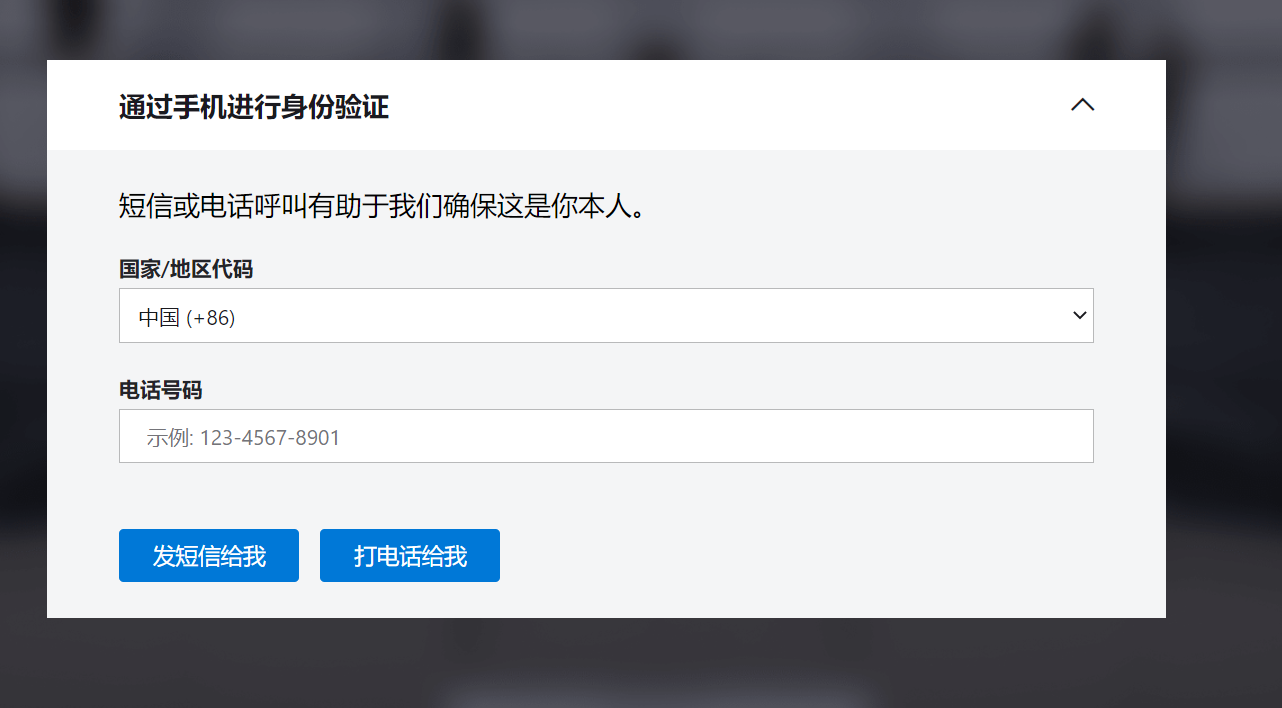 通过手机进行身份验证
短信或电话呼叫有助于我们确保这是你本人。
国家/地区代码
中国 (+86)
电话号码
示例: 123-4567-8901
发短信给我
打电话给我